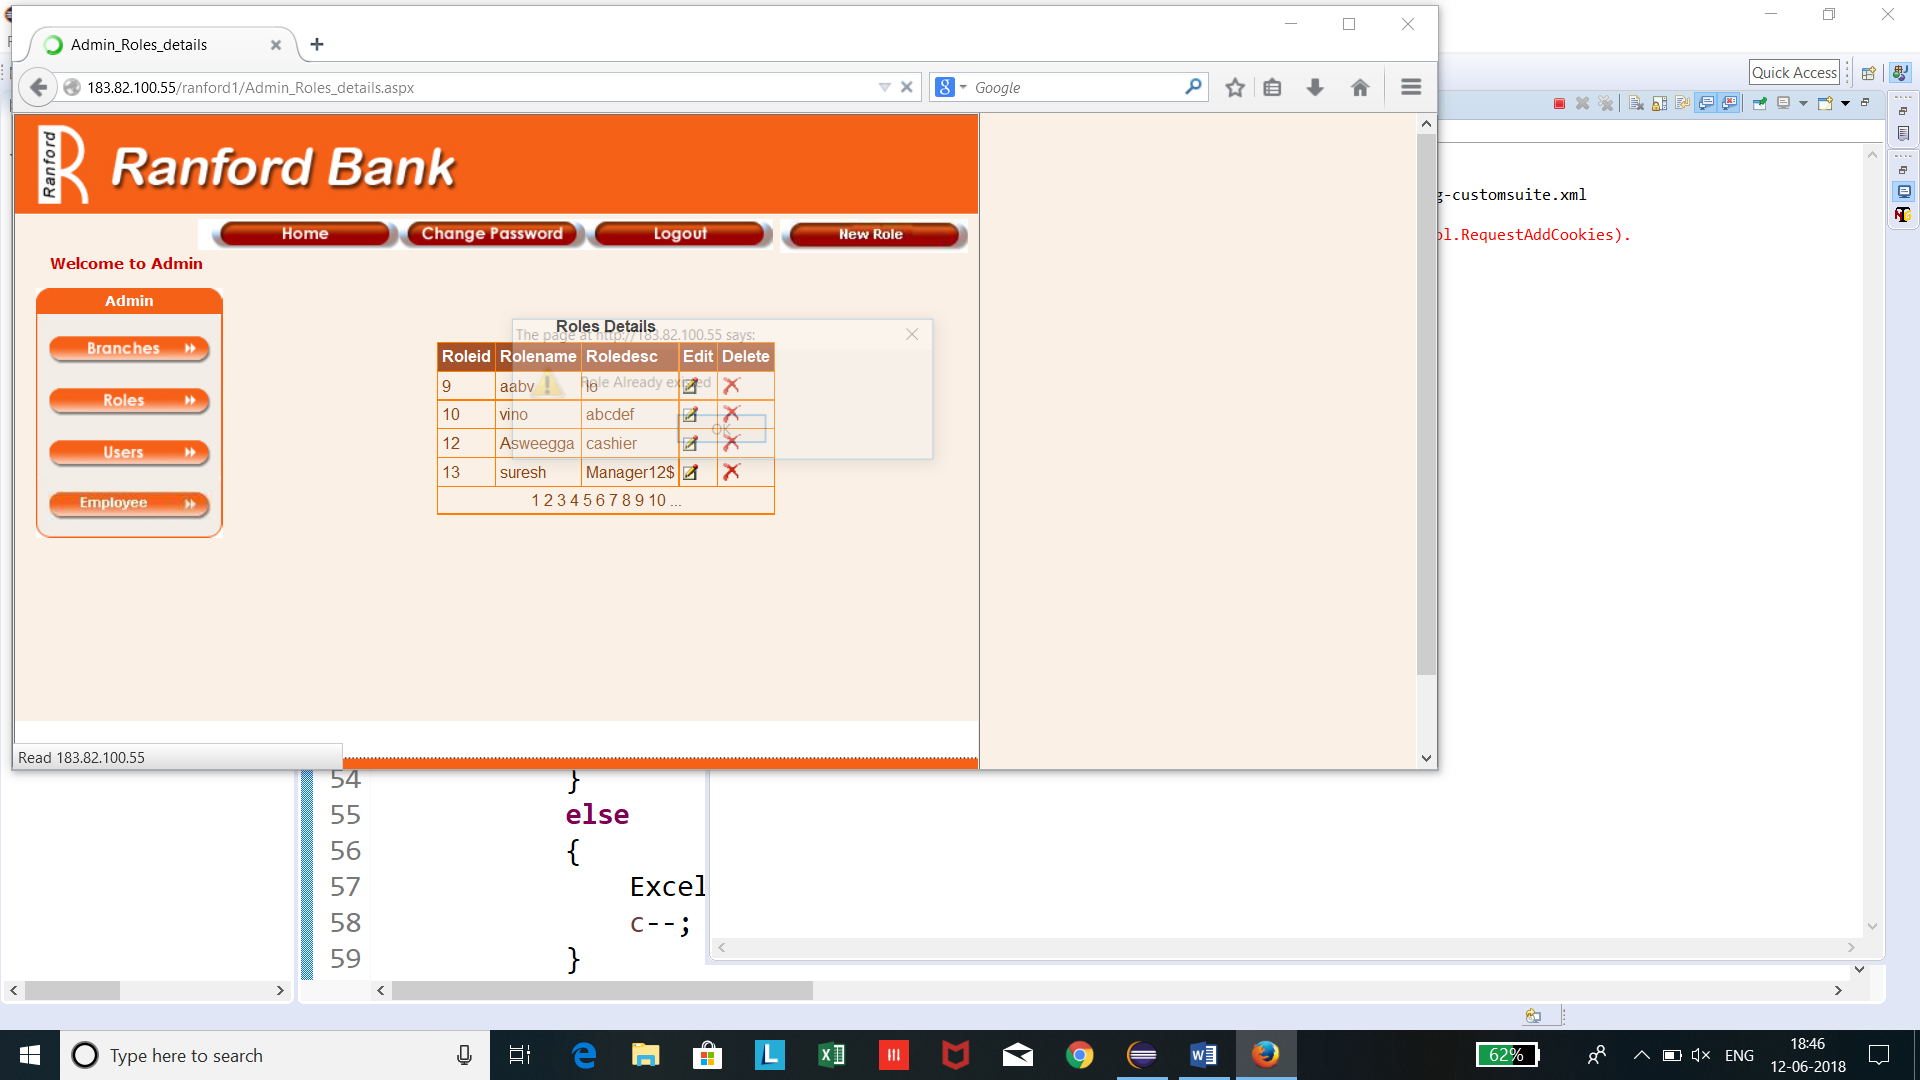 Admin_Roles_details
183.82.100.55/ranford1/Admin_Roles_details.aspx
Google
Quick Access
Ranford
Ranford Bank
Home
Change Password
Logout
New Role
Welcome to Admin
Admin
Branches
Roles
Users
Employee
Roles Details
The page at http://183.82.100.55 says:
Role Already existed
OK
Roleid Rolename Roledesc Edit Delete
9 aabv lo
10 vino abcdef
12 Asweegga cashier
13 suresh Manager12$
1 2 3 4 5 6 7 8 9 10 ...
Read 183.82.100.55
g-customsuite.xml
ol.RequestAddCookies).
54 }
55 else
56 {
57 Excel
58 c--;
59 }
Type here to search
62%
ENG
18:46
12-06-2018